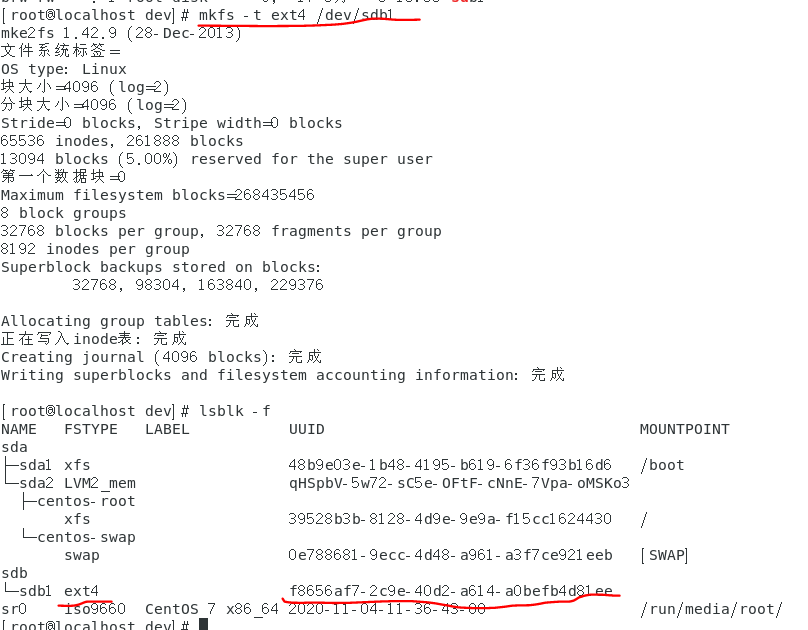 [root@localhost dev]# mkfs -t ext4 /dev/sdb1
mke2fs 1.42.9 (28-Dec-2013)
文件系统标签=
OS type: Linux
块大小=4096 (log=2)
分块大小=4096 (log=2)
Stride=0 blocks, Stripe width=0 blocks
65536 inodes, 261888 blocks
13094 blocks (5.00%) reserved for the super user
第一个数据块=0
Maximum filesystem blocks=268435456
8 block groups
32768 blocks per group, 32768 fragments per group
8192 inodes per group
Superblock backups stored on blocks:
32768, 98304, 163840, 229376
Allocating group tables: 完成
正在写入inode表: 完成
Creating journal (4096 blocks): 完成
Writing superblocks and filesystem accounting information: 完成
[root@localhost dev]# lsblk -f
NAME FSTYPE LABEL UUID MOUNTPOINT
sda
├─sda1 xfs 48b9e03e-1b48-4195-b619-6f36f93b16d6 /boot
└─sda2 LVM2_mem qHSpbV-5w72-sC5e-OFtF-cNnE-7Vpa-oMSKo3
├─centos-root
xfs 39528b3b-8128-4d9e-9e9a-f15cc1624430 /
└─centos-swap
swap 0e788681-9ecc-4d48-a961-a3f7ce921eeb [SWAP]
sdb
└─sdb1 ext4 f8656af7-2c9e-40d2-a614-a0befb4d81ee
sr0 iso9660 CentOS 7 x86_64 2020-11-04-11-36-43-00 /run/media/root/
[root@localhost dev]#